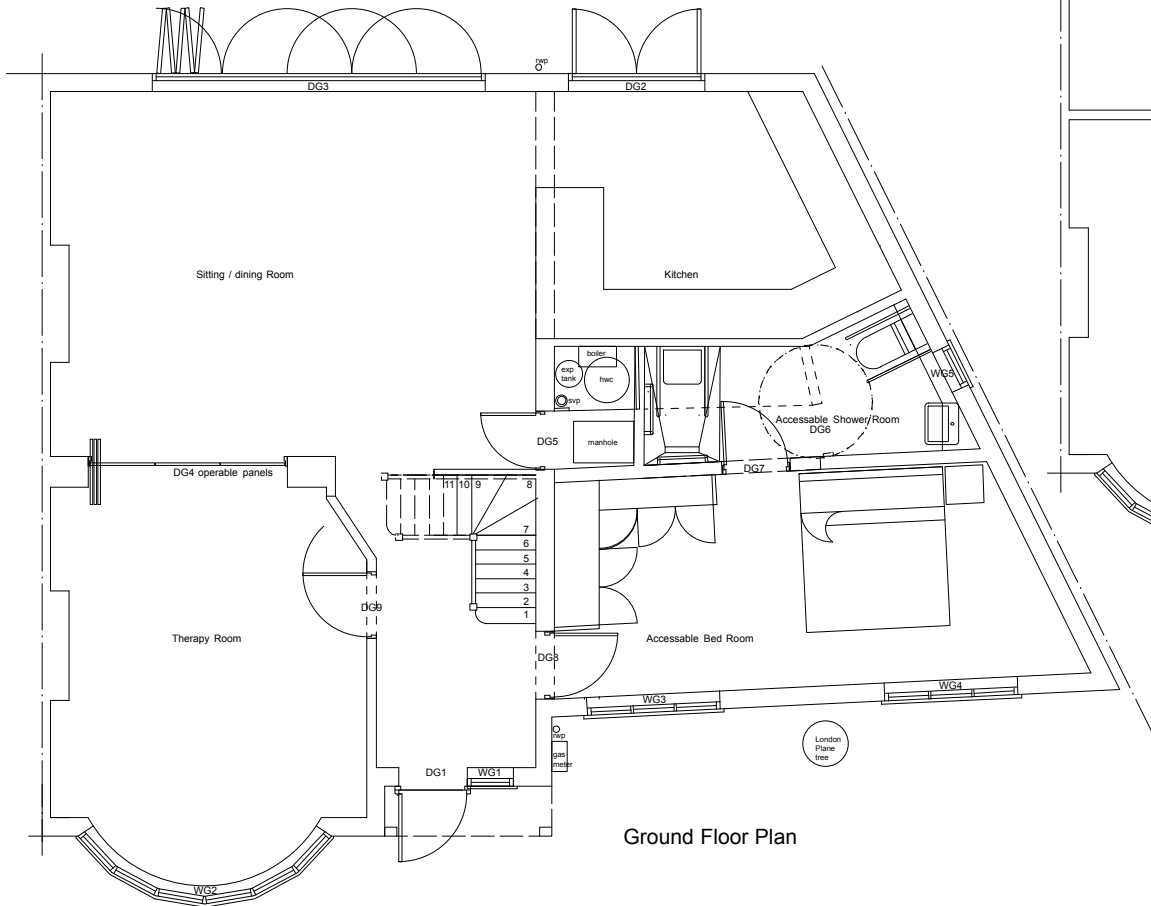 rwp
DG3
DG2
Sitting / dining Room
Kitchen
boiler
exp
tank
hwc
svp
WG5
Accessable Shower Room
DG6
DG5
manhole
DG7
DG4 operable panels
11
10
9
8
7
6
5
4
3
2
1
DG9
Therapy Room
Accessable Bed Room
DG8
WG3
WG4
rwp
gas
meter
London
Plane
tree
DG1
WG1
WG2
Ground Floor Plan